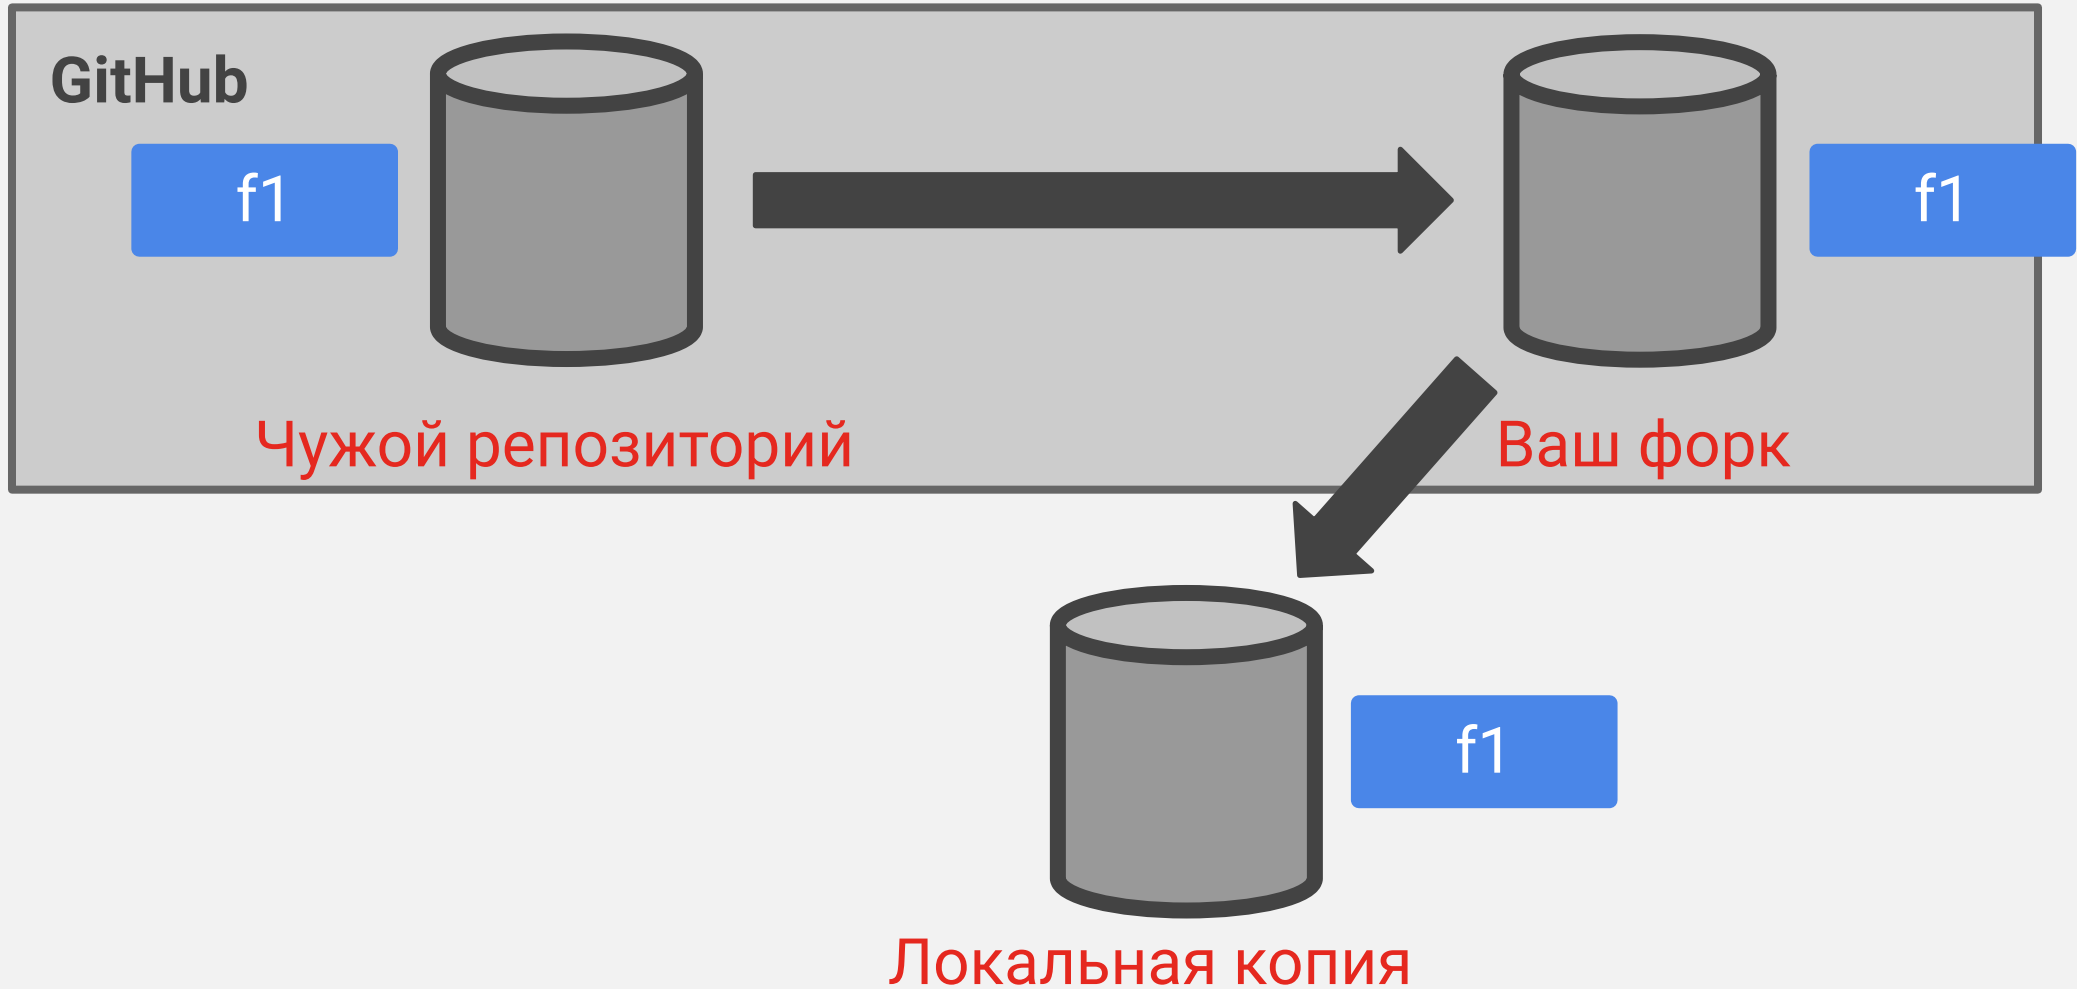 GitHub
f1
f1
Чужой репозиторий
Ваш форк
f1
Локальная копия